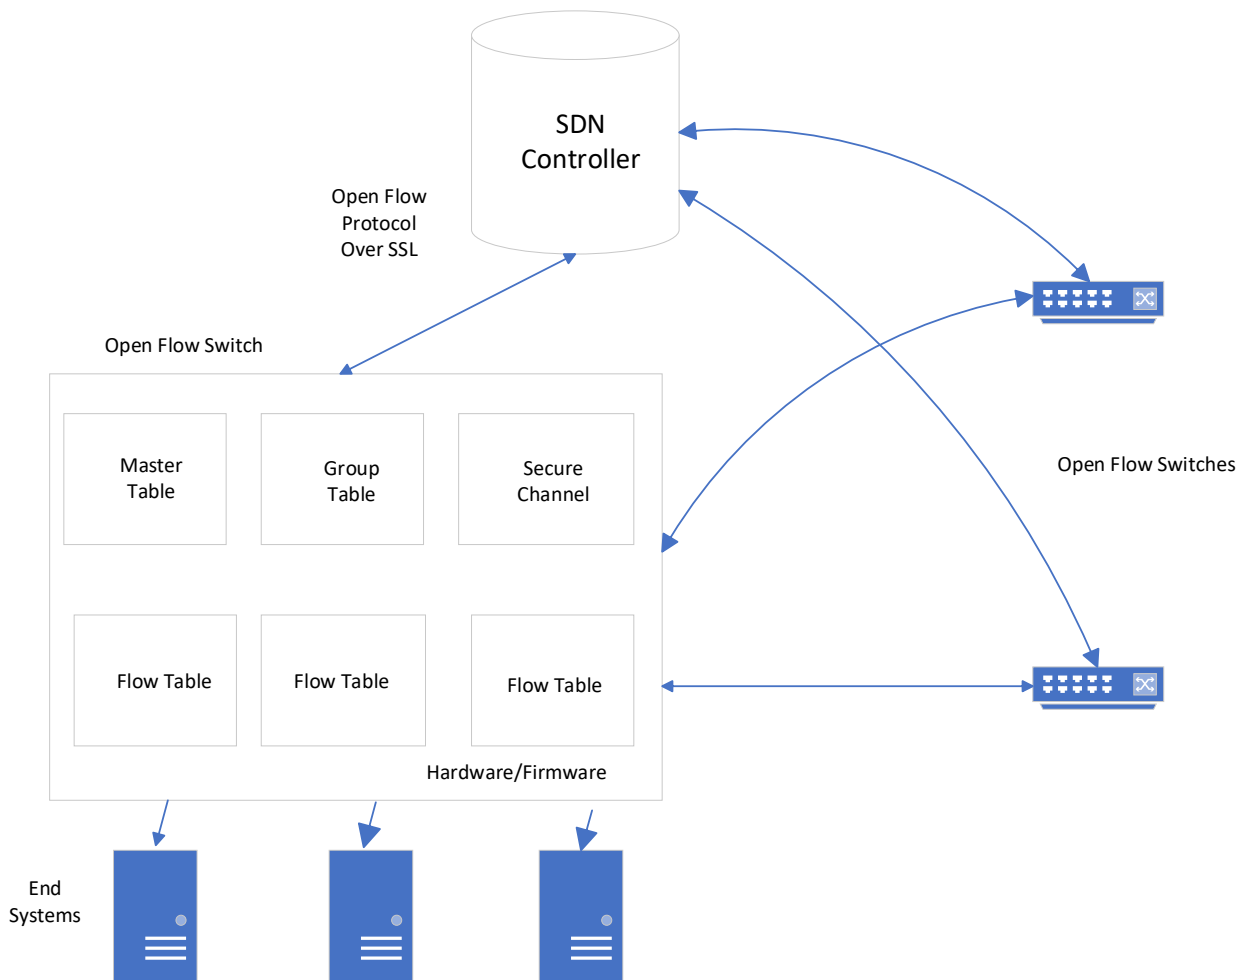 SDN
Controller
Open Flow
Protocol
Over SSL
Open Flow Switch
Master
Table
Group
Table
Secure
Channel
Open Flow Switches
Flow Table
Flow Table
Flow Table
Hardware/Firmware
End
Systems